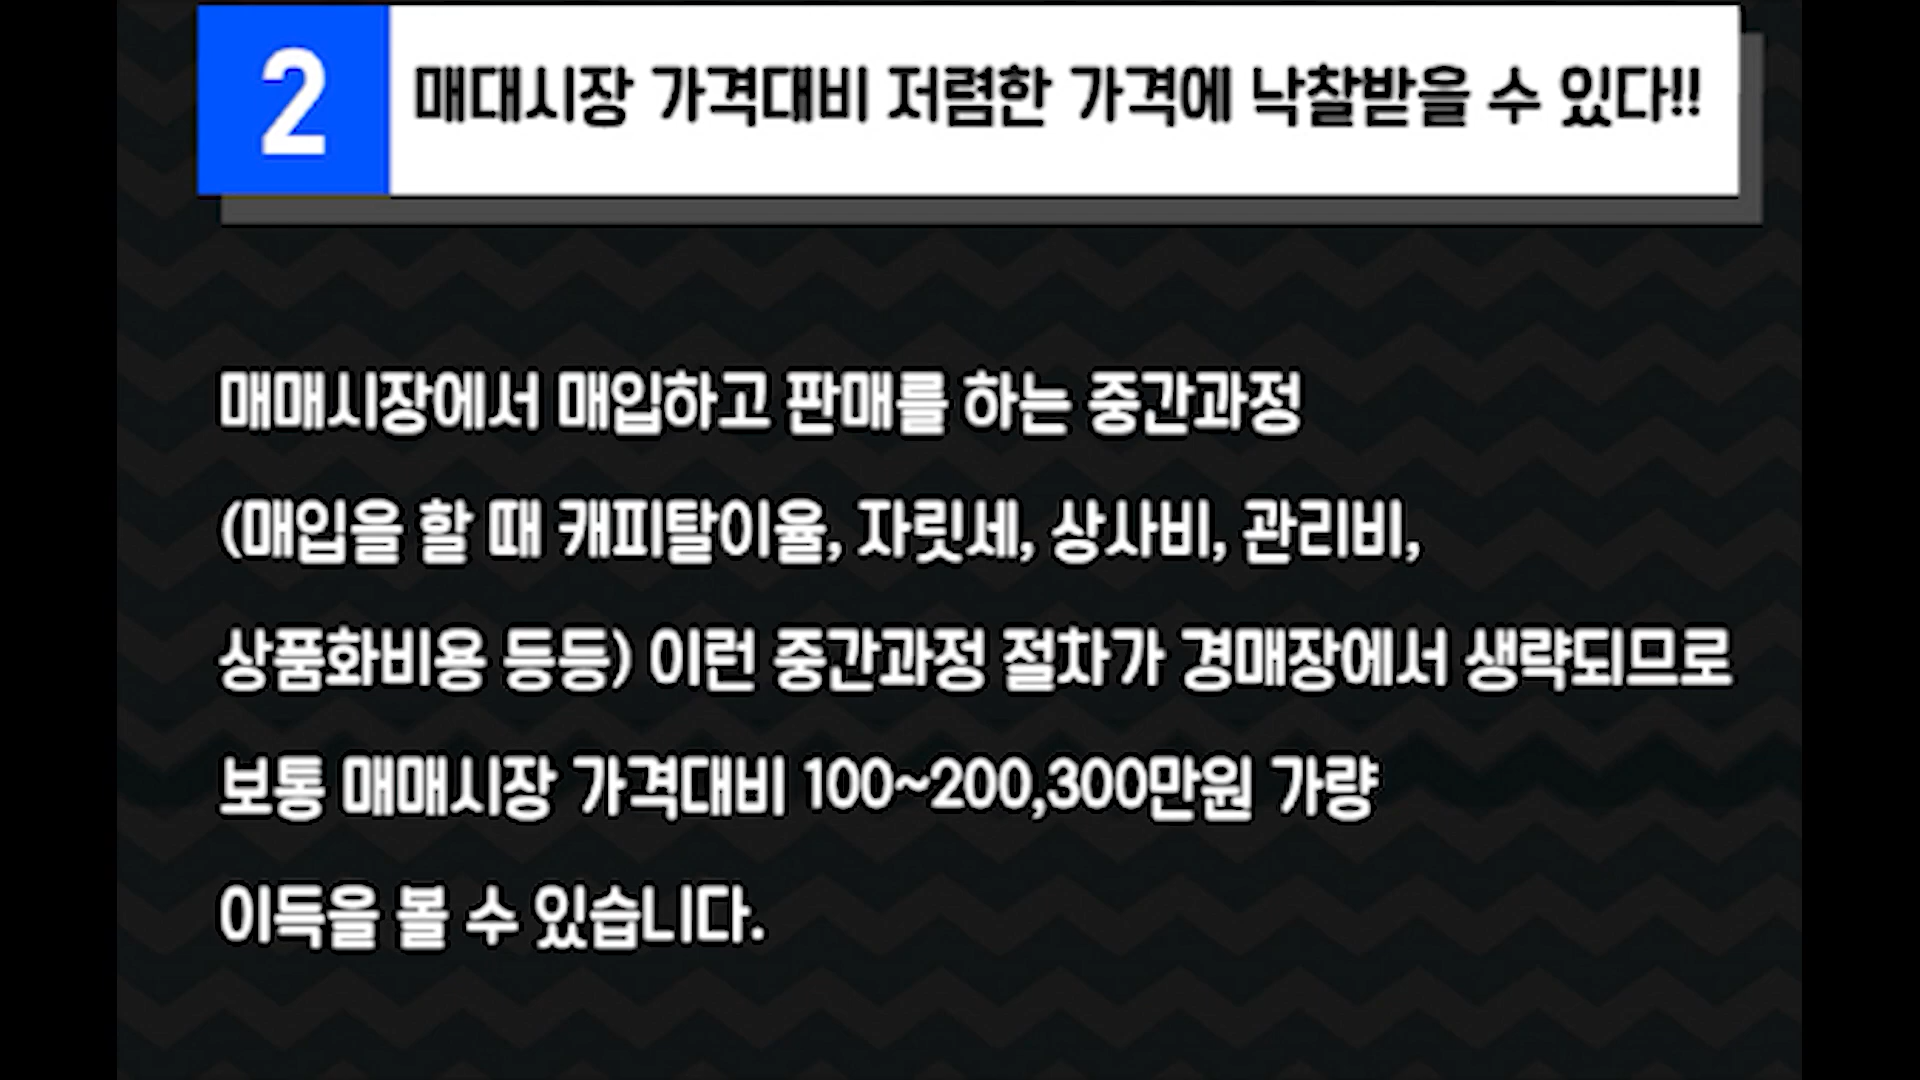 2
매대시장 가격대비 저렴한 가격에 낙찰받을 수 있다!!
매매시장에서 매입하고 판매를 하는 중간과정
(매입을 할 때 캐피탈이율, 자릿세, 상사비, 관리비,
상품화비용 등등) 이런 중간과정 절차가 경매장에서 생략되므로
보통 매매시장 가격대비 100~200,300만원 가량
이득을 볼 수 있습니다.